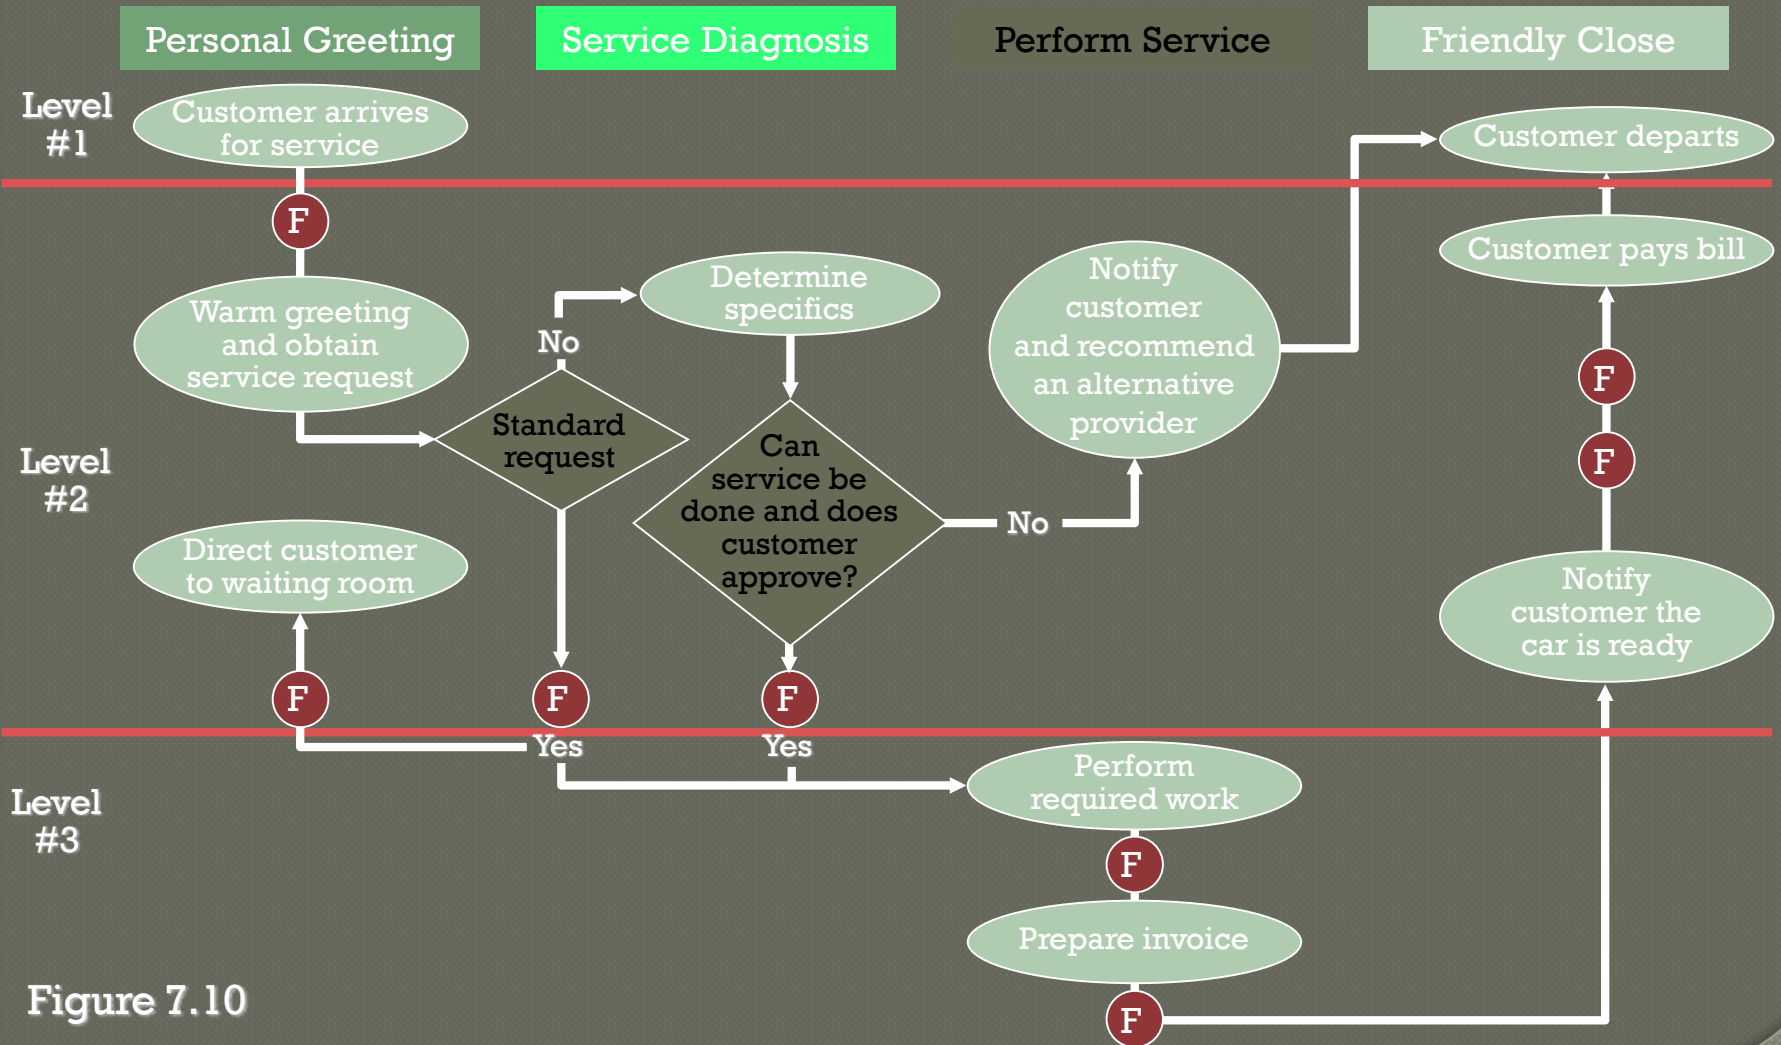 Personal Greeting
Service Diagnosis
Perform Service
Friendly Close
Level
#1
Customer arrives
for service
Customer departs
F
Customer pays bill
Warm greeting
and obtain
service request
No
Determine
specifics
Notify
customer
and recommend
an alternative
provider
F
F
Standard
request
Can
service be
done and does
customer
approve?
No
Level
#2
Direct customer
to waiting room
Notify
customer the
car is ready
F
F
F
Yes
Yes
Level
#3
Perform
required work
F
Prepare invoice
F
Figure 7.10